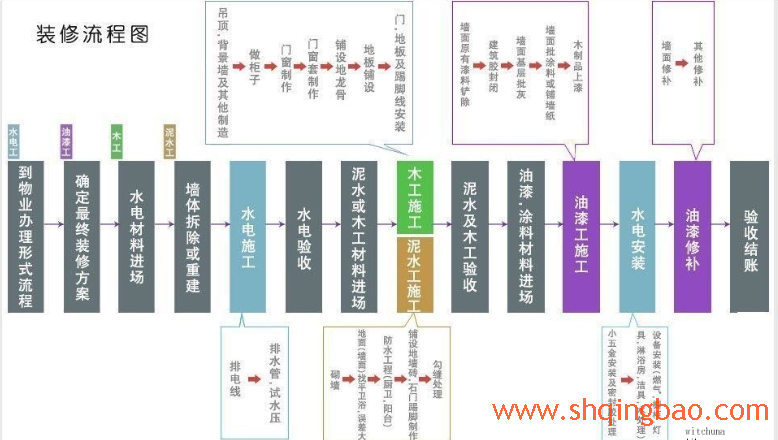 装修流程图
吊顶,背景墙及其他制造
做柜子
门窗制作
门窗套制作
铺设地龙骨
地板铺设
门,地板及踢脚线安装
墙面原有漆料铲除
建筑胶封闭
墙面基层批灰
墙面批涂料或铺墙纸
木制品上漆
墙面修补
其他修补
水电工
油漆工
木工
泥水工
到物业办理形式流程
确定最终装修方案
水电材料进场
墙体拆除或重建
水电施工
水电验收
泥水或木工材料进场
木工施工
泥水工施工
泥水及木工验收
油漆,涂料材料进场
油漆工施工
水电安装
油漆修补
验收结账
排电线
排水管,试水压
砌墙
地面(墙面)找平卫浴,误差大
防水工程(厨卫,阳台)
铺设地墙砖,石门踢脚制作
勾缝处理
小五金安装及密封胶处理
设备安装(燃气,
灯
具,淋浴房,洁具
处理)
www.shqingbao.com
witchuma